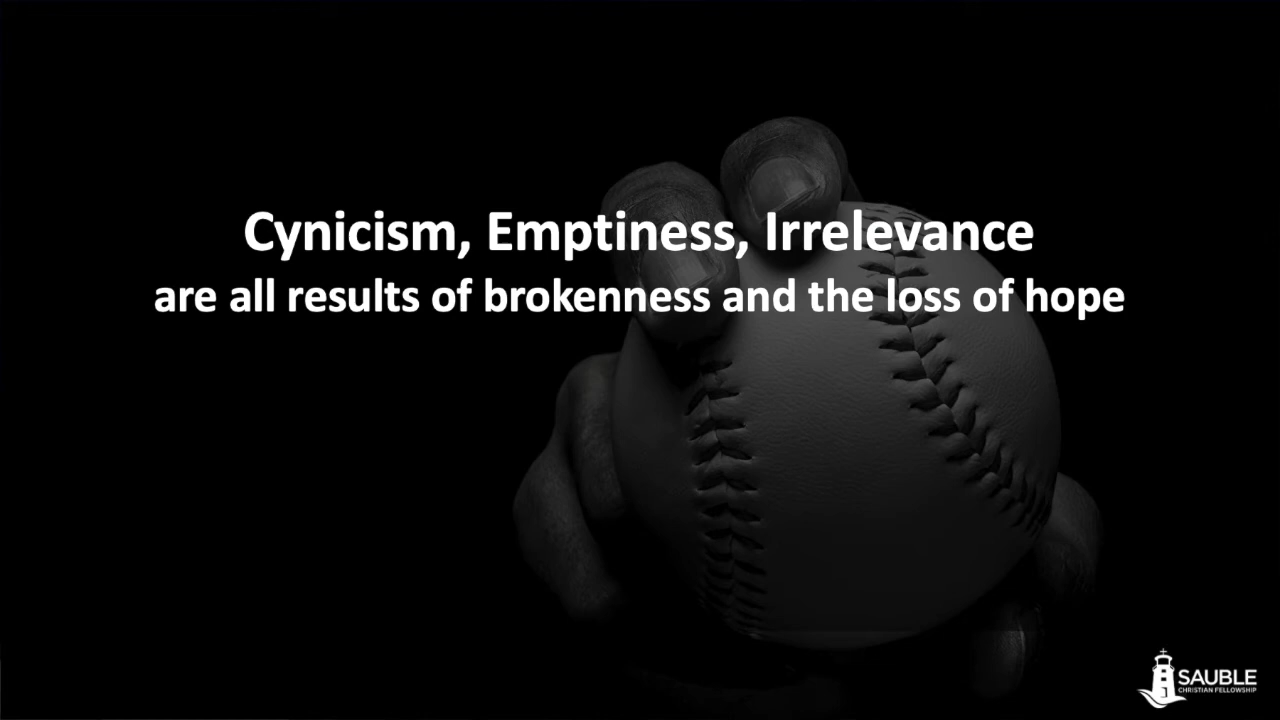 Cynicism, Emptiness, Irrelevance
are all results of brokenness and the loss of hope
SAUBLE
CHRISTIAN FELLOWSHIP